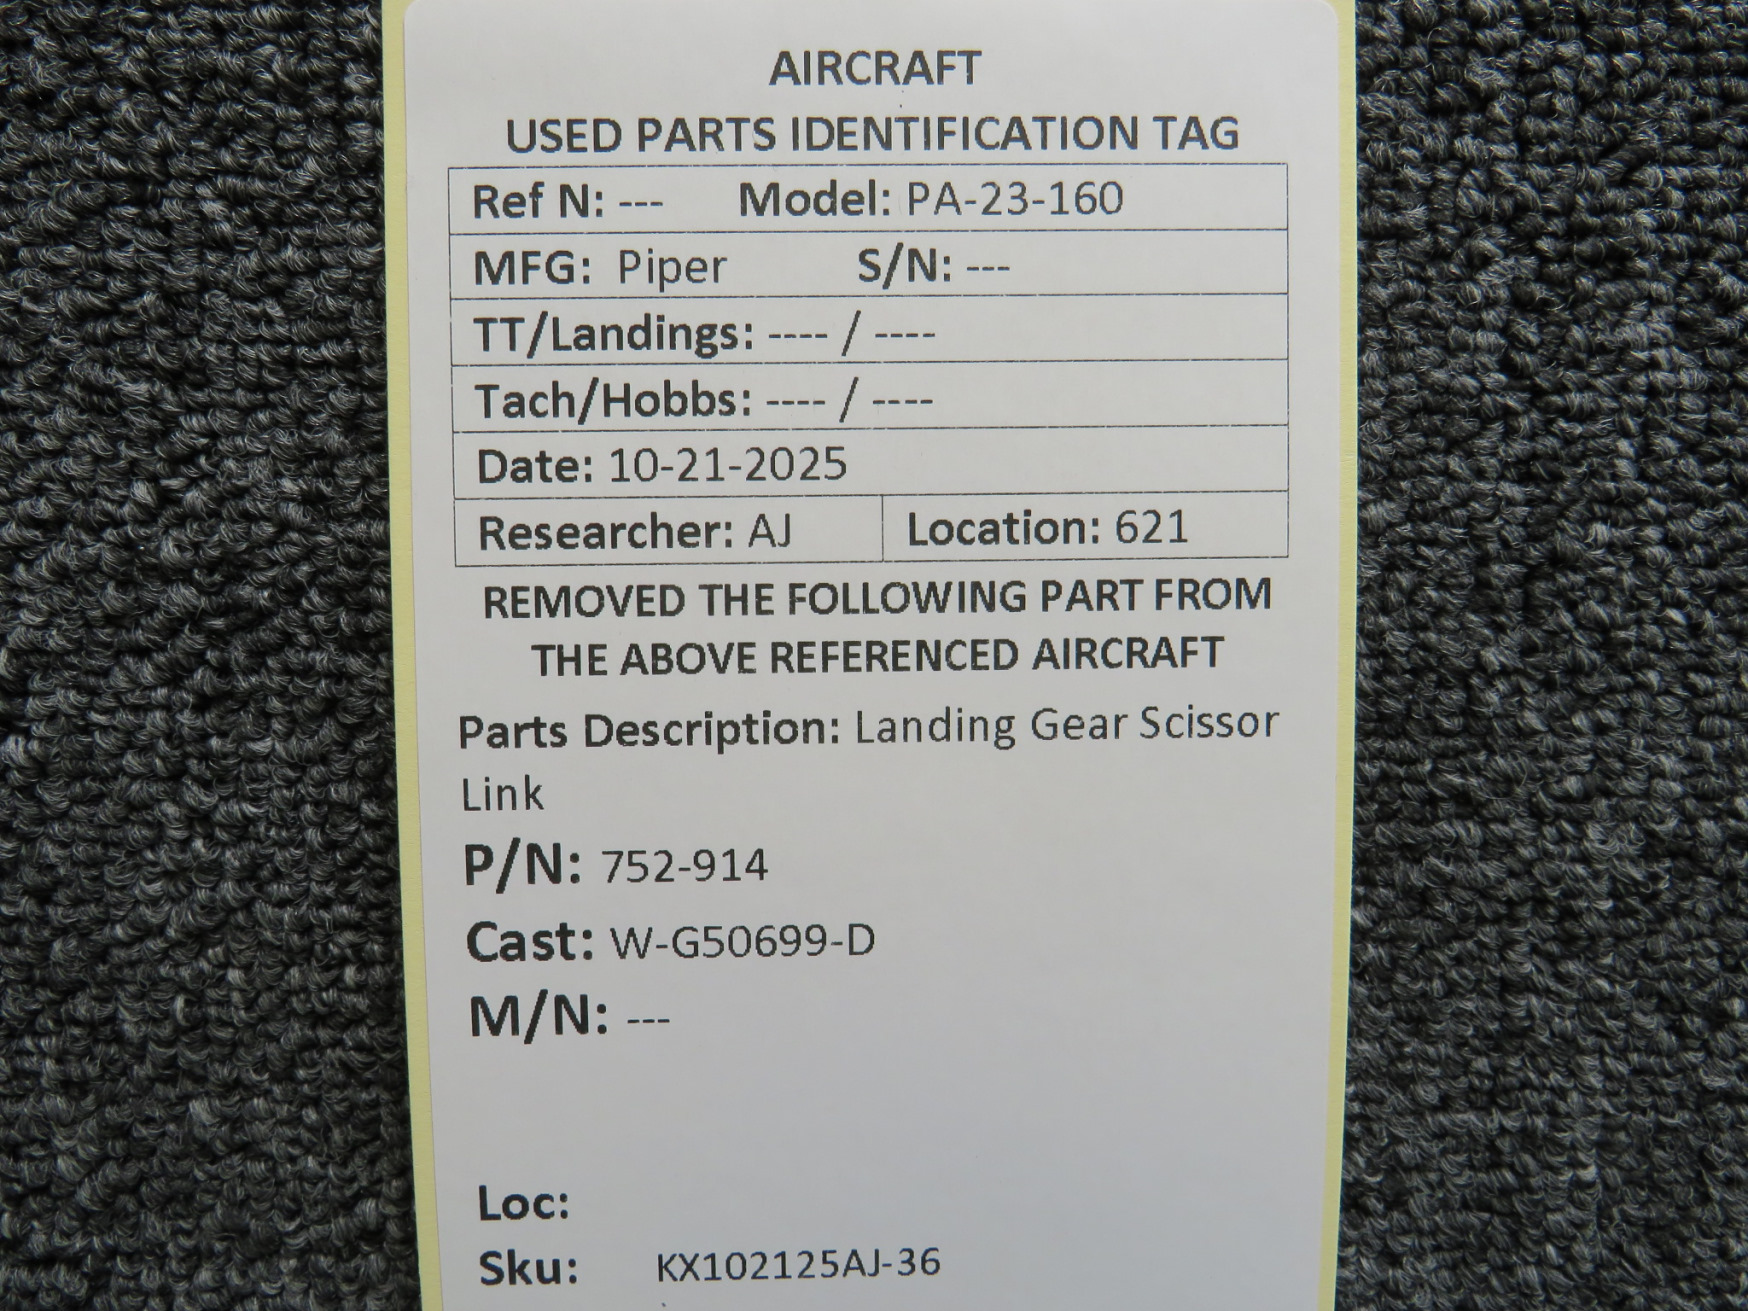 AIRCRAFT
USED PARTS IDENTIFICATION TAG
Ref N: --- Model: PA-23-160
MFG: Piper S/N: ---
TT/Landings: ---- / ----
Tach/Hobbs: ---- / ----
Date: 10-21-2025
Researcher: AJ Location: 621
REMOVED THE FOLLOWING PART FROM
THE ABOVE REFERENCED AIRCRAFT
Parts Description: Landing Gear Scissor
Link
P/N: 752-914
Cast: W-G50699-D
M/N: ---
Loc:
Sku: KX102125AJ-36